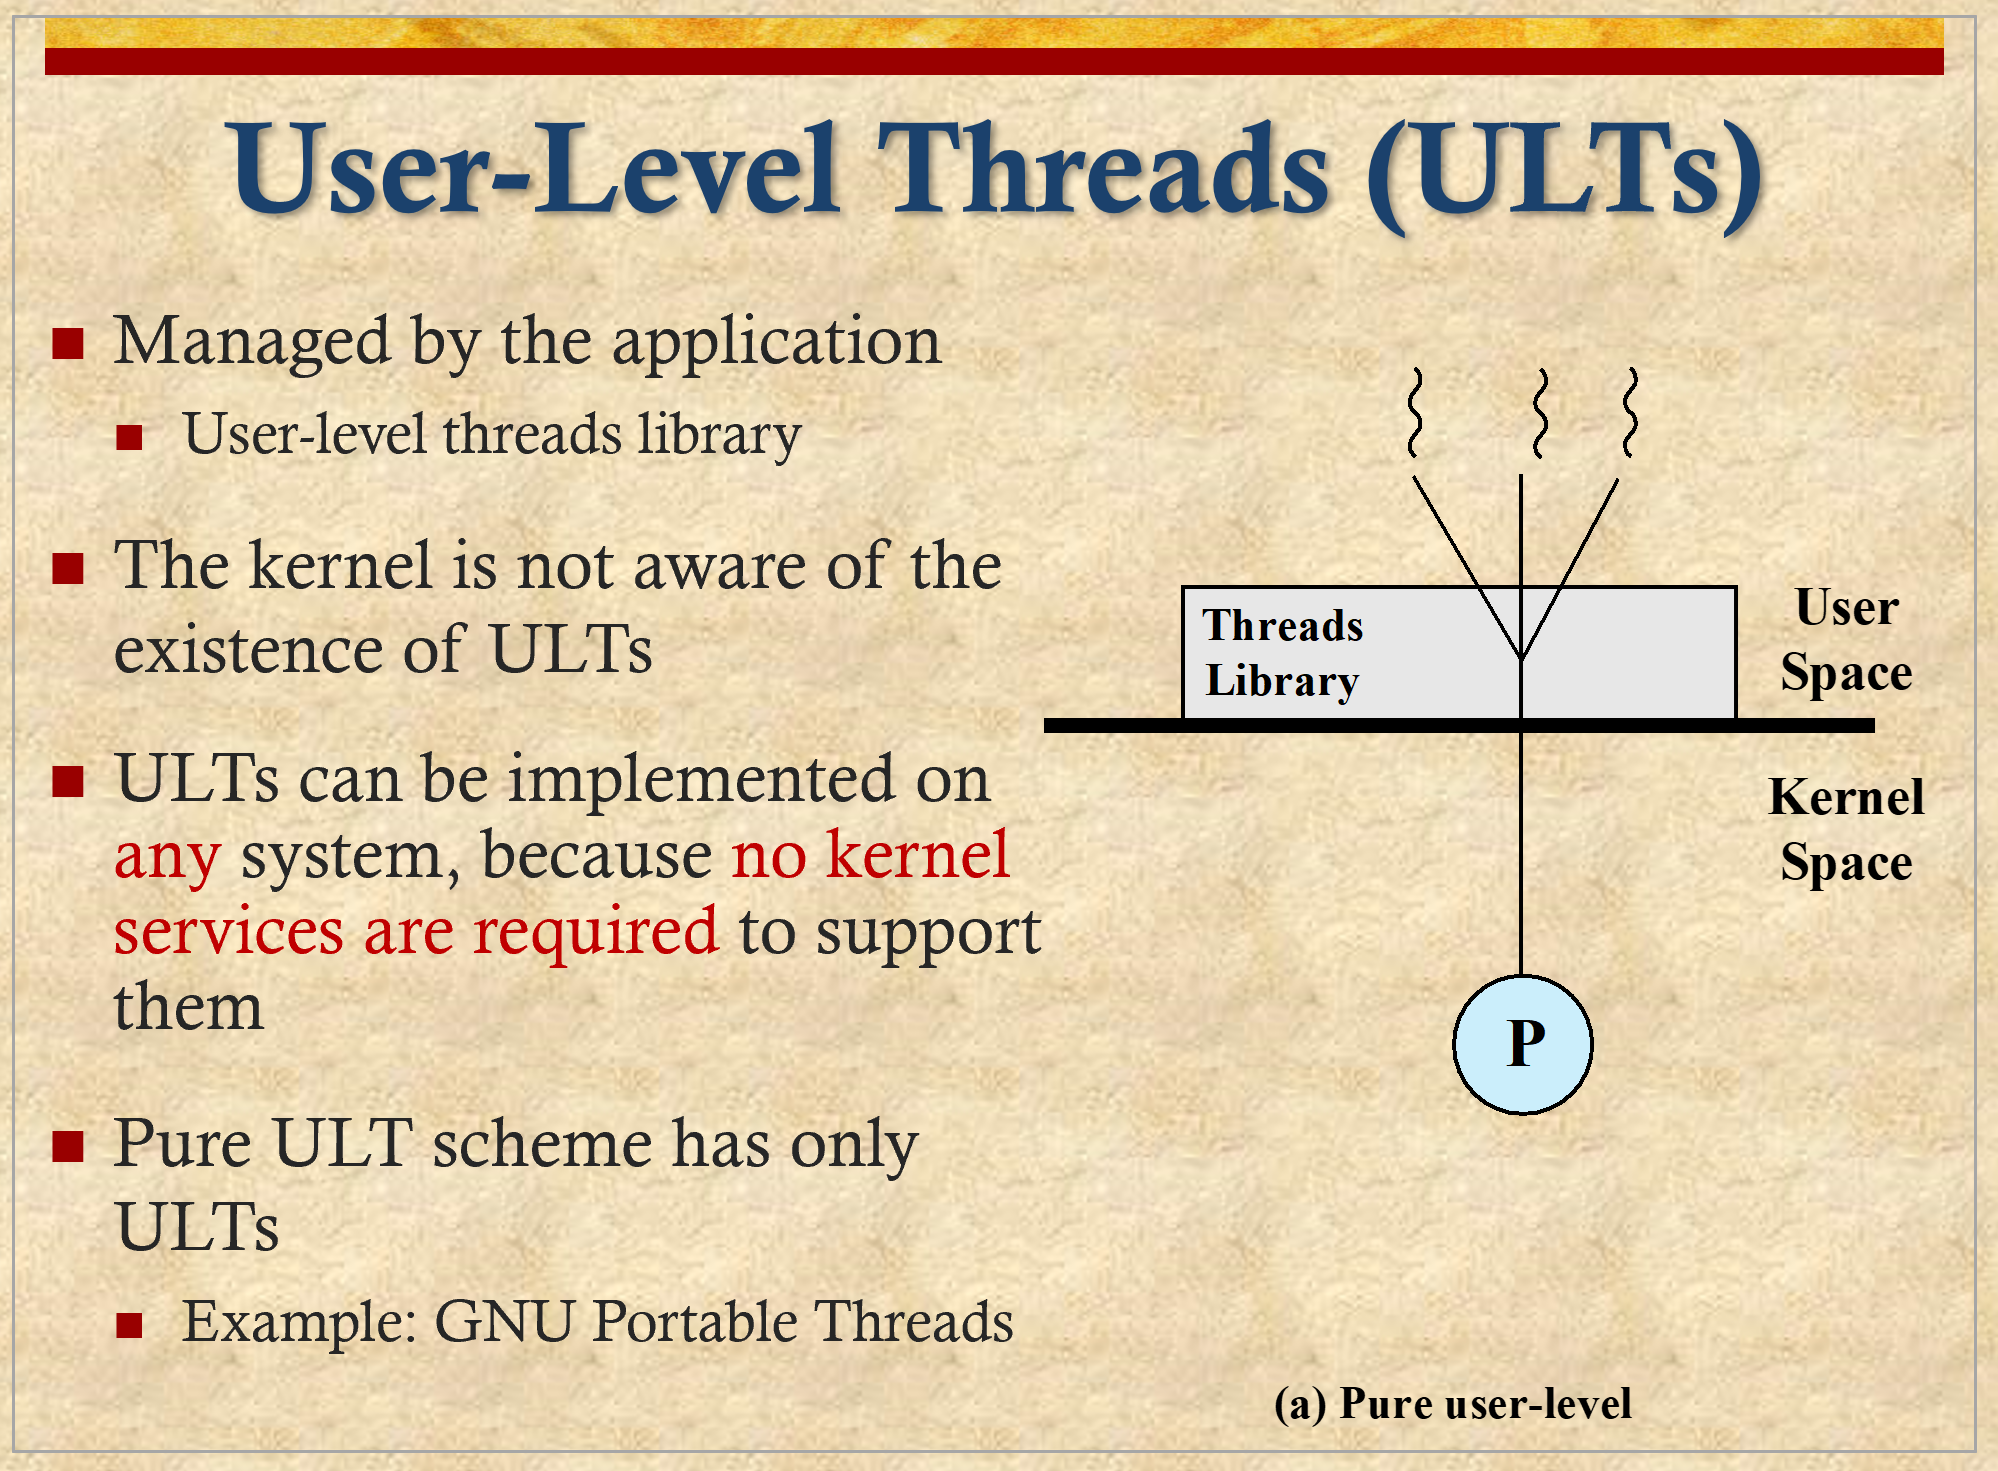 User-Level Threads (ULTs)
Managed by the application
User-level threads library
The kernel is not aware of the
existence of ULTs
ULTs can be implemented on
any system, because no kernel
services are required to support
them
Pure ULT scheme has only
ULTs
Example: GNU Portable Threads
Threads
Library
User
Space
Kernel
Space
P
(a) Pure user-level